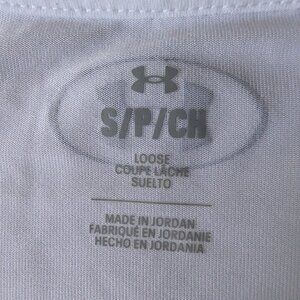 S/P/CH
LOOSE
COUPE LÂCHE
SUELTO
MADE IN JORDAN
FABRIQUÉ EN JORDANIE
HECHO EN JORDANIA